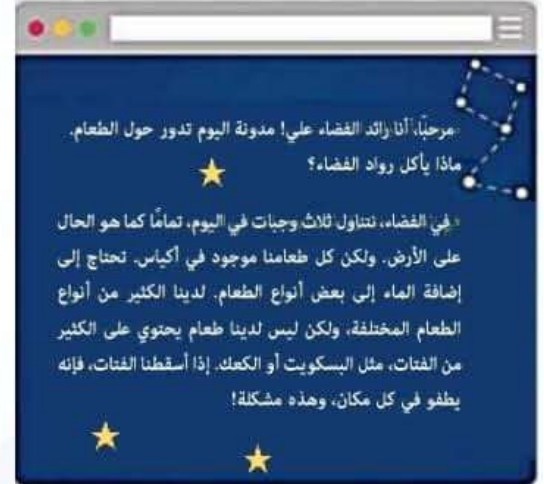 مرحبًا، أنا رائد الفضاء علي! مدونة اليوم تدور حول الطعام.
ماذا يأكل رواد الفضاء؟
في الفضاء، نتناول ثلاث وجبات في اليوم، تمامًا كما هو الحال
على الأرض. ولكن كل طعامنا موجود في أكياس. تحتاج إلى
إضافة الماء إلى بعض أنواع الطعام. لدينا الكثير من أنواع
الطعام المختلفة، ولكن ليس لدينا طعام يحتوي على الكثير
من الفتات، مثل البسكويت أو الكعك. إذا أسقطنا الفتات، فإنه
يطفو في كل مكان، وهذه مشكلة!